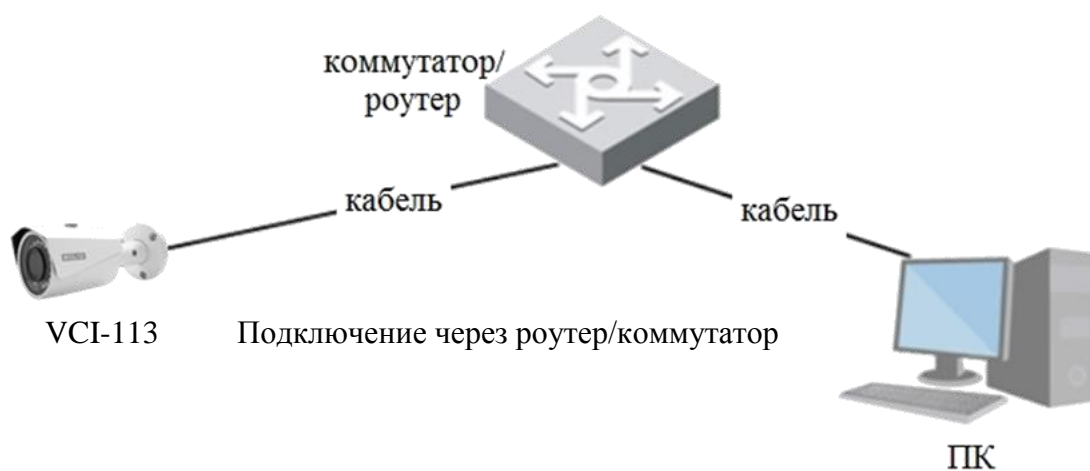 коммутатор/
роутер
кабель
кабель
VCI-113
Подключение через роутер/коммутатор
ПК